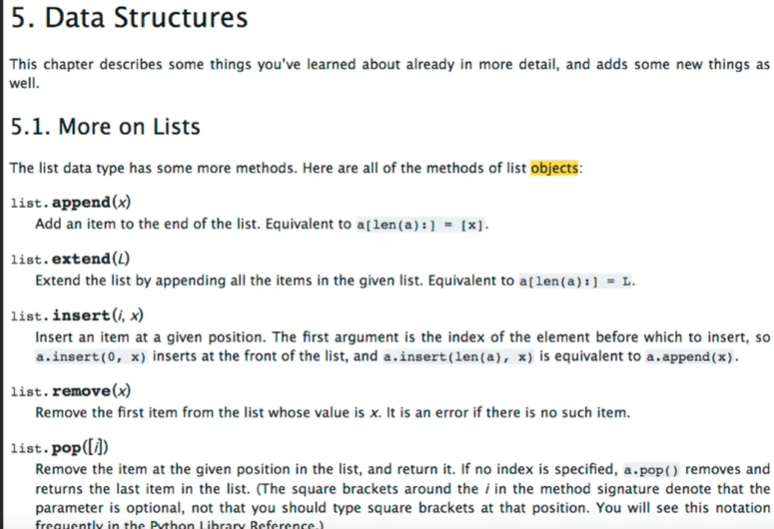 5. Data Structures
This chapter describes some things you've learned about already in more detail, and adds some new things as
well.
5.1. More on Lists
The list data type has some more methods. Here are all of the methods of list objects:
list.append(x)
Add an item to the end of the list. Equivalent to a[len(a):] = [x].
list.extend(L)
Extend the list by appending all the items in the given list. Equivalent to a[len(a):] = L.
list.insert(i, x)
Insert an item at a given position. The first argument is the index of the element before which to insert, so
a.insert(0, x) inserts at the front of the list, and a.insert(len(a), x) is equivalent to a.append(x).
list.remove(x)
Remove the first item from the list whose value is x. It is an error if there is no such item.
list.pop([i])
Remove the item at the given position in the list, and return it. If no index is specified, a.pop() removes and
returns the last item in the list. (The square brackets around the i in the method signature denote that the
parameter is optional, not that you should type square brackets at that position. You will see this notation
frequently in the Python Library Reference.)